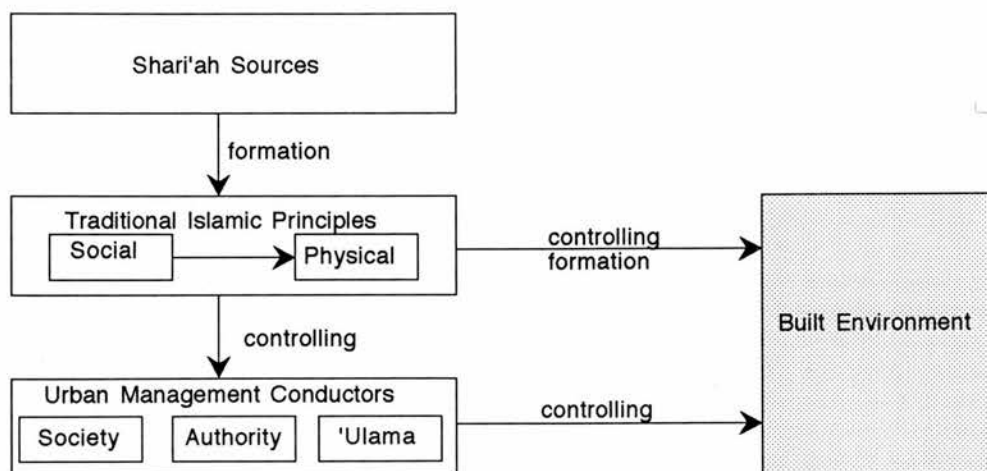 Shari'ah Sources
formation
Traditional Islamic Principles
Social
Physical
controlling
formation
Built Environment
controlling
Urban Management Conductors
Society
Authority
'Ulama
controlling